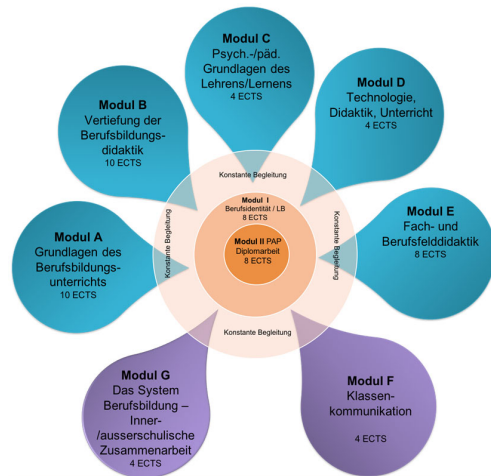 Modul C
Psych.-/päd.
Grundlagen des
Lehrens/Lernens
4 ECTS
Modul B
Vertiefung der
Berufsbildungs-
didaktik
10 ECTS
Modul D
Technologie,
Didaktik, Unterricht
4 ECTS
Konstante Begleitung
Modul I
Berufsidentität / LB
8 ECTS
Modul II PAP
Diplomarbeit
8 ECTS
Konstante Begleitung
Konstante Begleitung
Modul A
Grundlagen des
Berufsbildungs-
unterrichts
10 ECTS
Modul E
Fach- und
Berufsfelddidaktik
8 ECTS
Konstante Begleitung
Modul G
Das System
Berufsbildung –
Inner-
/ausserschulische
Zusammenarbeit
4 ECTS
Modul F
Klassen-
kommunikation
4 ECTS